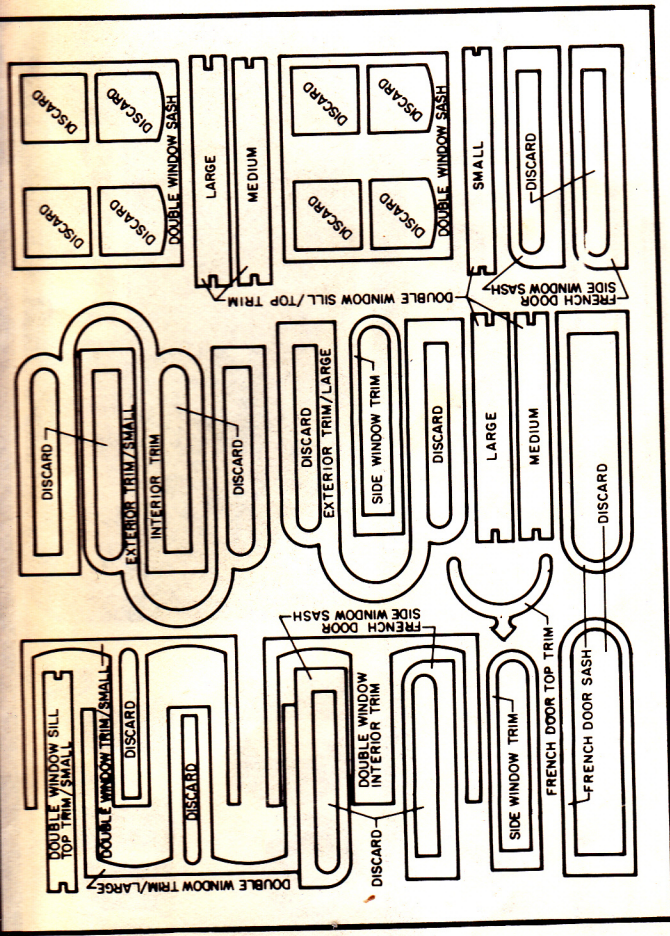 DISCARD
DISCARD
DISCARD
DISCARD
DOUBLE WINDOW SASH
LARGE
MEDIUM
DISCARD
DISCARD
DISCARD
DISCARD
DOUBLE WINDOW SASH
SMALL
DISCARD
FRENCH DOOR
SIDE WINDOW SASH
DOUBLE WINDOW SILL/TOP TRIM
DISCARD
EXTERIOR TRIM/SMALL
INTERIOR TRIM
DISCARD
DISCARD
EXTERIOR TRIM/LARGE
SIDE WINDOW TRIM
DISCARD
LARGE
MEDIUM
DISCARD
DOUBLE WINDOW SILL
TOP TRIM/SMALL
DOUBLE WINDOW TRIM/SMALL
DISCARD
DISCARD
DOUBLE WINDOW TRIM/LARGE
FRENCH DOOR
SIDE WINDOW SASH
DOUBLE WINDOW
INTERIOR TRIM
DISCARD
SIDE WINDOW TRIM
FRENCH DOOR TOP TRIM
FRENCH DOOR SASH